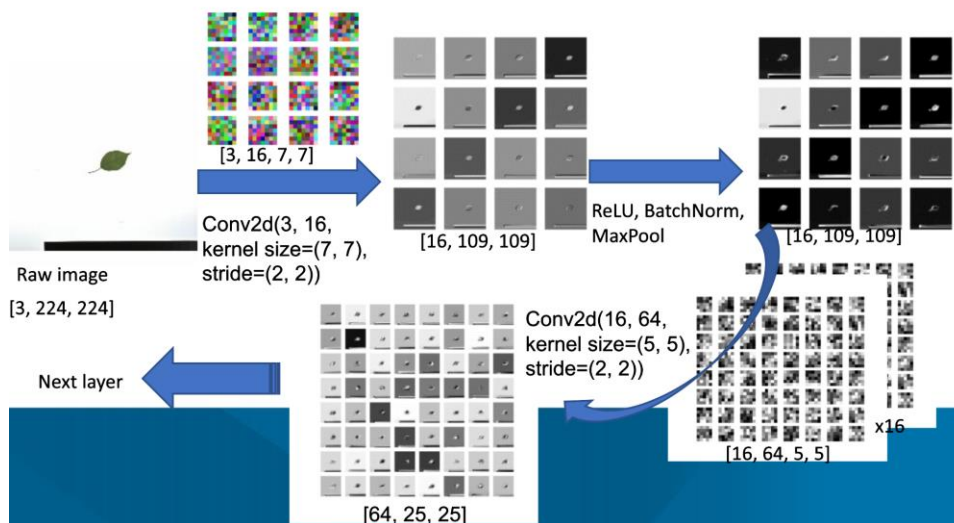 [3, 16, 7, 7]
Conv2d(3, 16,
kernel size=(7, 7),
stride=(2, 2))
Raw image
[3, 224, 224]
[16, 109, 109]
ReLU, BatchNorm,
MaxPool
[16, 109, 109]
Conv2d(16, 64,
kernel size=(5, 5),
stride=(2, 2))
x16
[16, 64, 5, 5]
[64, 25, 25]
Next layer